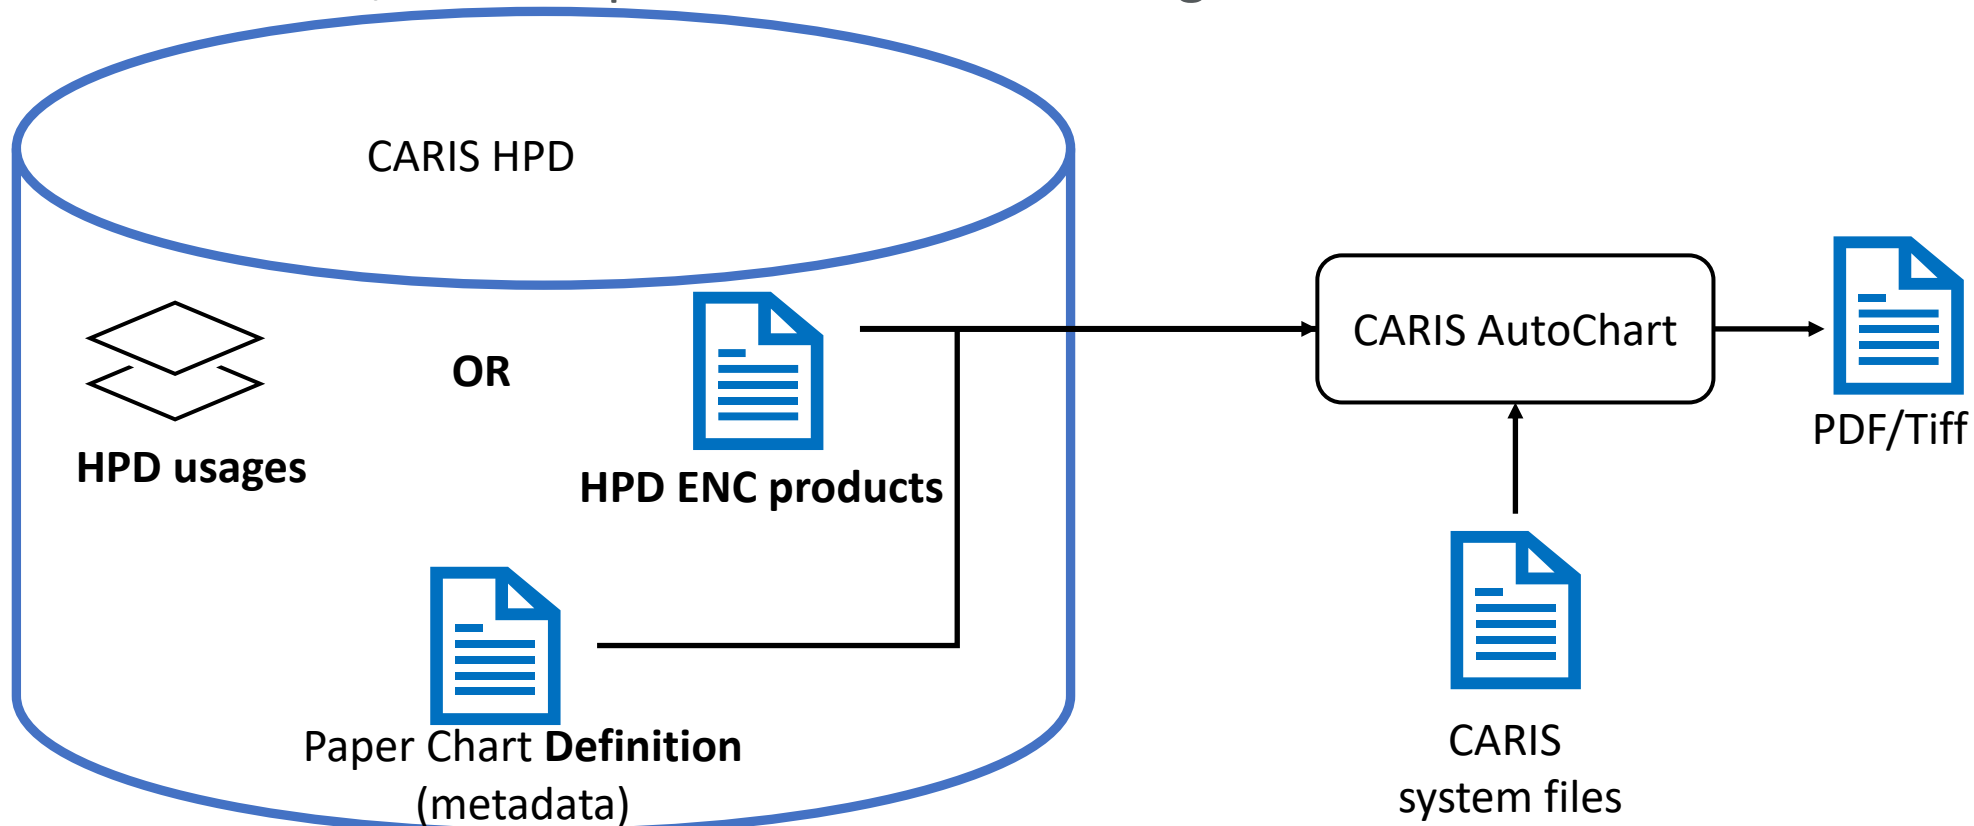 CARIS HPD
CARIS AutoChart
OR
PDF/Tiff
HPD usages
HPD ENC products
Paper Chart Definition
(metadata)
CARIS
system files